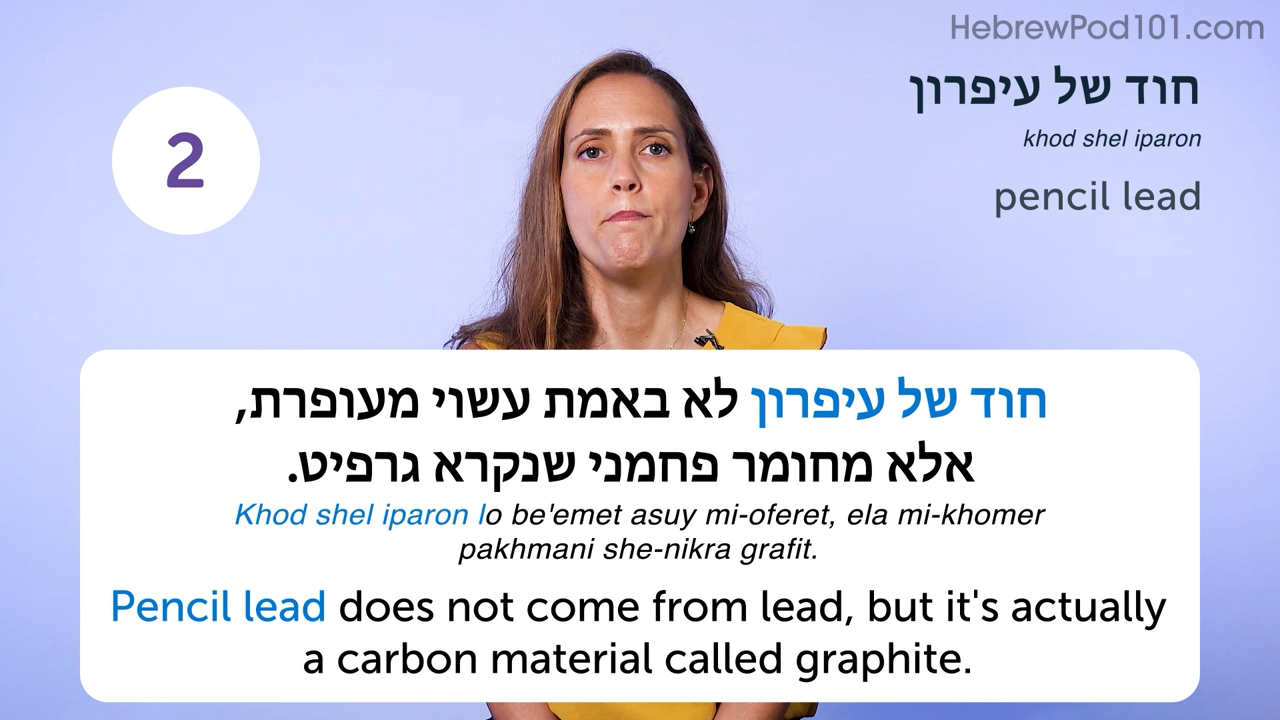 HebrewPod101.com
2
חוד של עיפרון
khod shel iparon
pencil lead
חוד של עיפרון לא באמת עשוי מעופרת,
אלא מחומר פחמני שנקרא גרפיט.
Khod shel iparon lo be'emet asuy mi-oferet, ela mi-khomer
pakhmani she-nikra grafit.
Pencil lead does not come from lead, but it's actually
a carbon material called graphite.